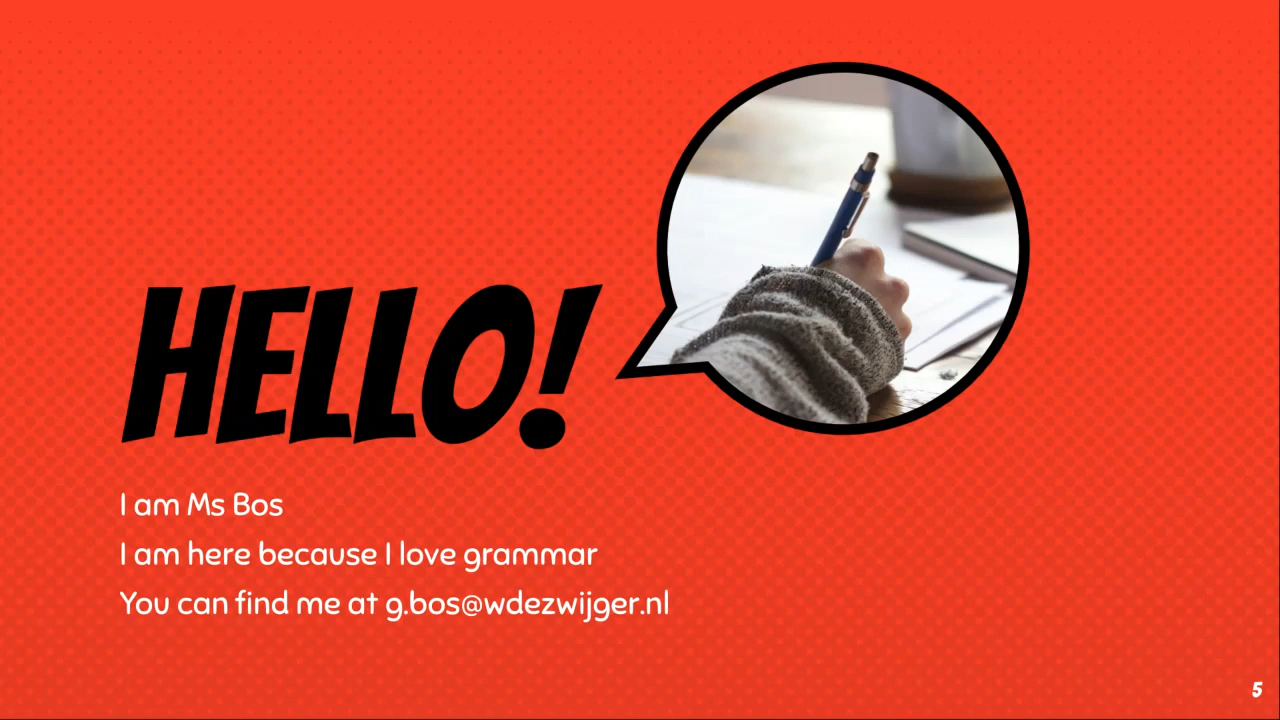 HELLO!
I am Ms Bos
I am here because I love grammar
You can find me at g.bos@wdezwijger.nl
5